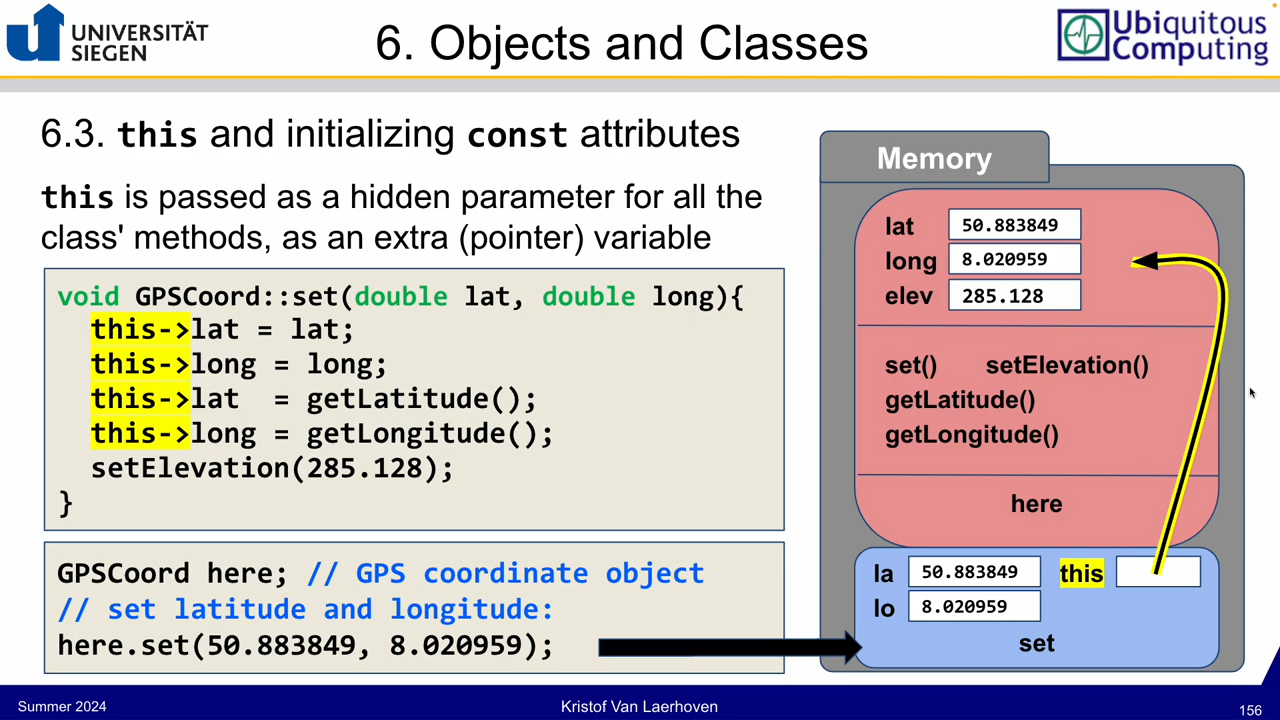 UNIVERSITÄT
SIEGEN
6. Objects and Classes
Ubiquitous
Computing
6.3. this and initializing const attributes
this is passed as a hidden parameter for all the
class' methods, as an extra (pointer) variable
void GPSCoord::set(double lat, double long){
this->lat = lat;
this->long = long;
this->lat  = getLatitude();
this->long = getLongitude();
setElevation(285.128);
}
GPSCoord here; // GPS coordinate object
// set latitude and longitude:
here.set(50.883849, 8.020959);
Memory
lat 50.883849
long 8.020959
elev 285.128
set() setElevation()
getLatitude()
getLongitude()
here
la 50.883849 this
lo 8.020959
set
Summer 2024
Kristof Van Laerhoven
156